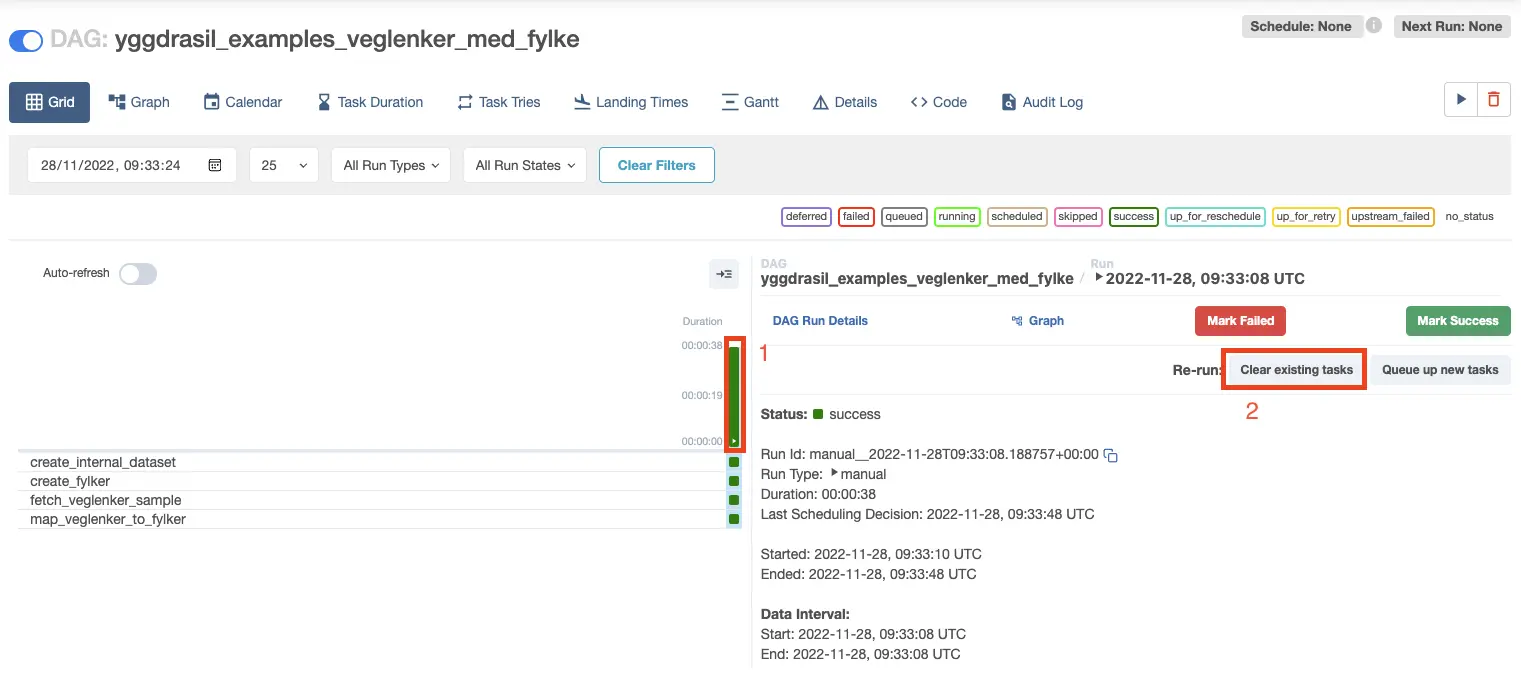 DAG: yggdrasil_examples_veglenker_med_fylke
Schedule: None
Next Run: None
Grid
Graph
Calendar
Task Duration
Task Tries
Landing Times
Gantt
Details
Code
Audit Log
28/11/2022, 09:33:24
25
All Run Types
All Run States
Clear Filters
deferred
failed
queued
running
scheduled
skipped
success
up_for_reschedule
up_for_retry
upstream_failed
no_status
Auto-refresh
Duration
00:00:38
00:00:19
00:00:00
create_internal_dataset
create_fylker
fetch_veglenker_sample
map_veglenker_to_fylker
1
DAG
yggdrasil_examples_veglenker_med_fylke
/
Run
2022-11-28, 09:33:08 UTC
DAG Run Details
Graph
Mark Failed
Mark Success
Re-run:
Clear existing tasks
Queue up new tasks
2
Status: success
Run Id: manual__2022-11-28T09:33:08.188757+00:00
Run Type: manual
Duration: 00:00:38
Last Scheduling Decision: 2022-11-28, 09:33:48 UTC
Started: 2022-11-28, 09:33:10 UTC
Ended: 2022-11-28, 09:33:48 UTC
Data Interval:
Start: 2022-11-28, 09:33:08 UTC
End: 2022-11-28, 09:33:08 UTC